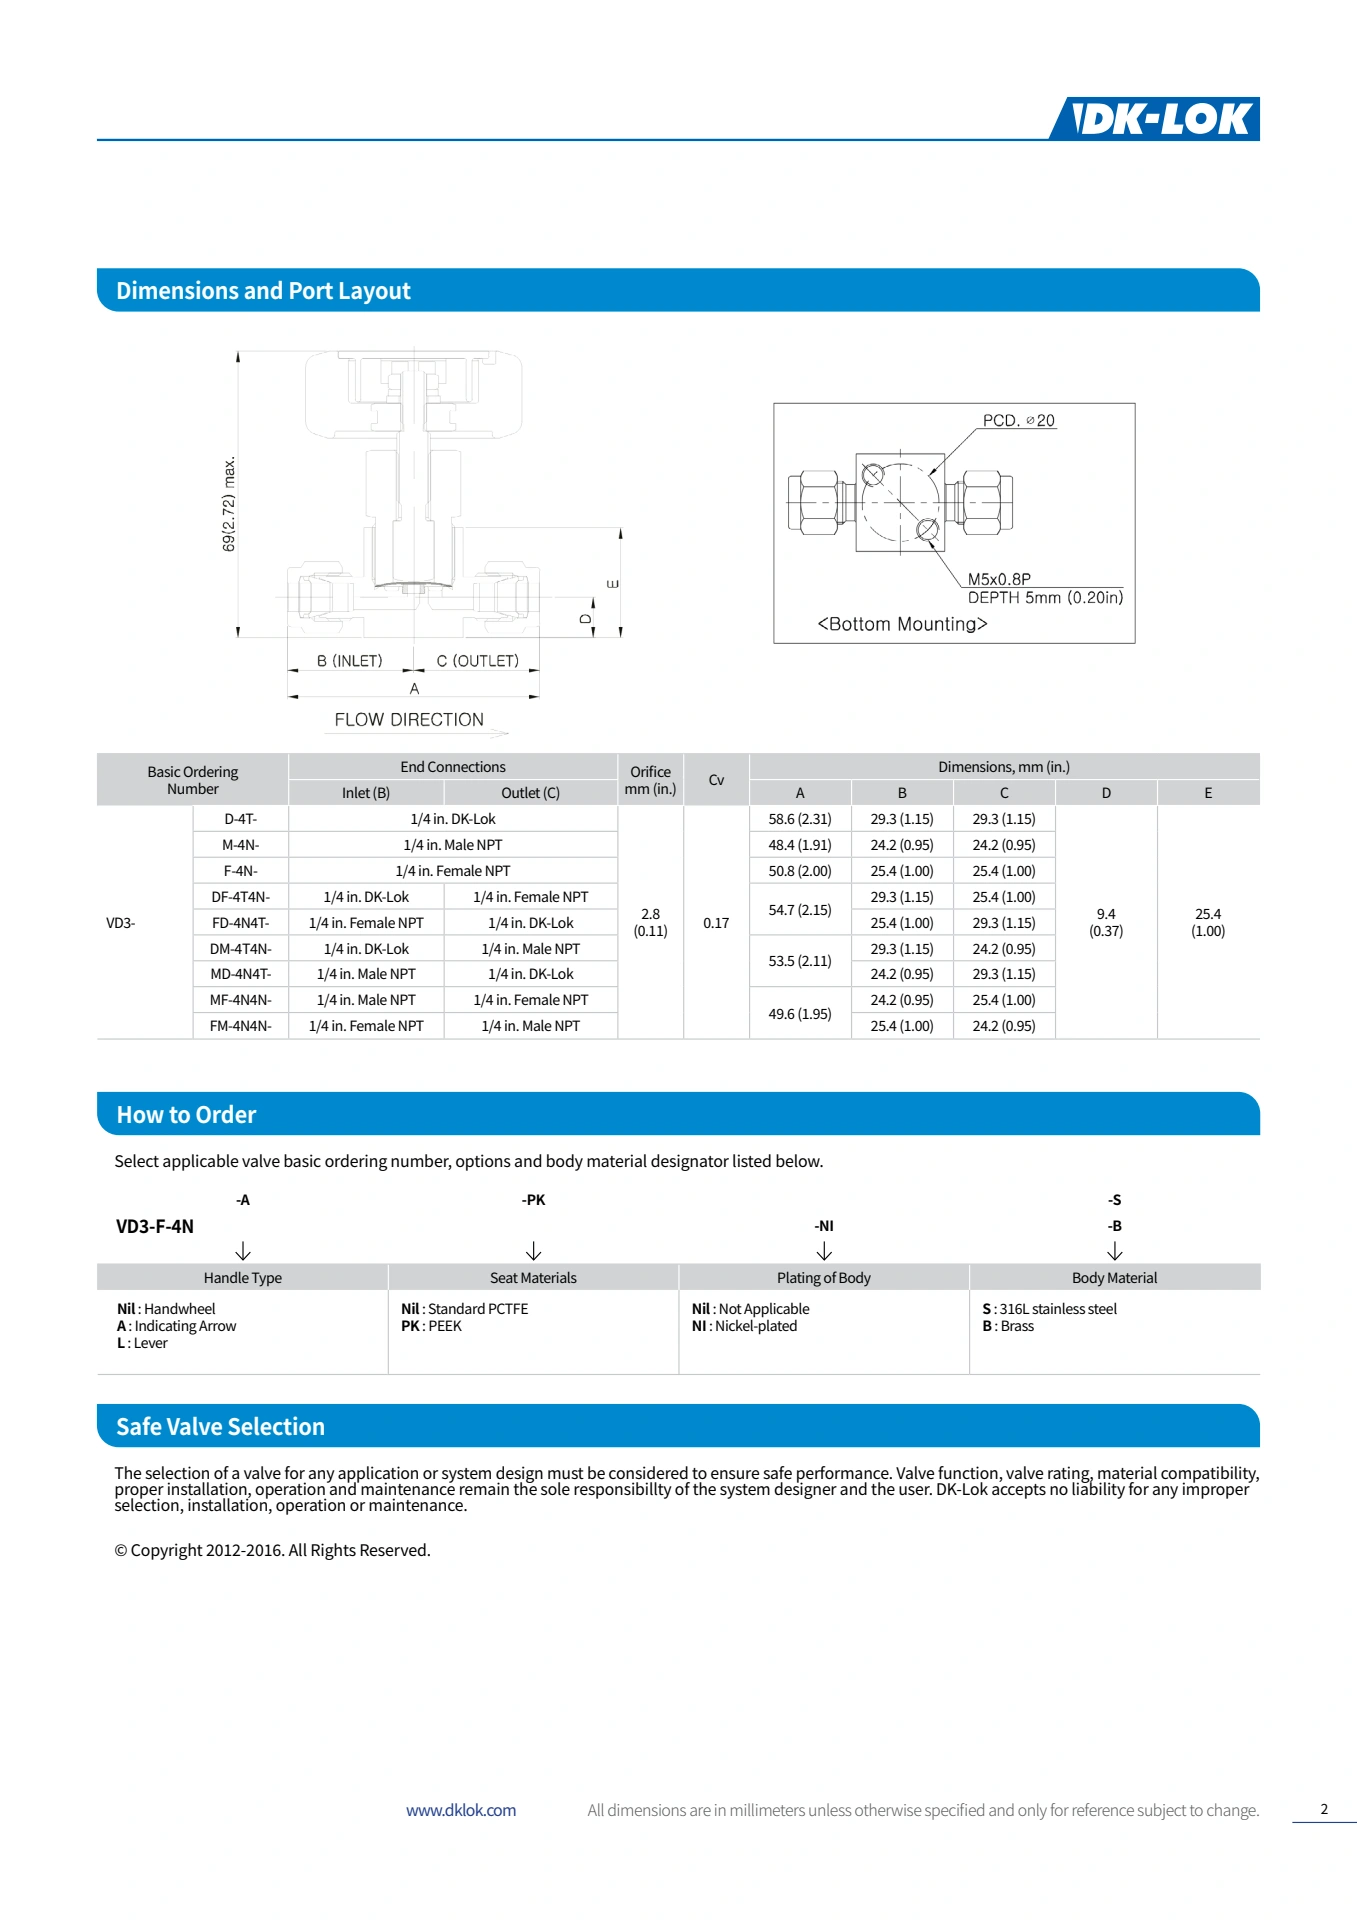 DK-LOK
Dimensions and Port Layout
69(2.72) max.
E
D
B (INLET)
C (OUTLET)
A
FLOW DIRECTION
PCD. ⌀20
M5x0.8P
DEPTH 5mm (0.20in)
<Bottom Mounting>
Basic Ordering Number End Connections Orifice mm (in.) Cv Dimensions, mm (in.)
Inlet (B) Outlet (C) A B C D E
D-4T- 1/4 in. DK-Lok 58.6 (2.31) 29.3 (1.15) 29.3 (1.15)
M-4N- 1/4 in. Male NPT 48.4 (1.91) 24.2 (0.95) 24.2 (0.95)
F-4N- 1/4 in. Female NPT 50.8 (2.00) 25.4 (1.00) 25.4 (1.00)
DF-4T4N- 1/4 in. DK-Lok 1/4 in. Female NPT 54.7 (2.15) 29.3 (1.15) 25.4 (1.00)
VD3- FD-4N4T- 1/4 in. Female NPT 1/4 in. DK-Lok 2.8 (0.11) 0.17 25.4 (1.00) 29.3 (1.15) 9.4 (0.37) 25.4 (1.00)
DM-4T4N- 1/4 in. DK-Lok 1/4 in. Male NPT 53.5 (2.11) 29.3 (1.15) 24.2 (0.95)
MD-4N4T- 1/4 in. Male NPT 1/4 in. DK-Lok 24.2 (0.95) 29.3 (1.15)
MF-4N4N- 1/4 in. Male NPT 1/4 in. Female NPT 49.6 (1.95) 24.2 (0.95) 25.4 (1.00)
FM-4N4N- 1/4 in. Female NPT 1/4 in. Male NPT 25.4 (1.00) 24.2 (0.95)
How to Order
Select applicable valve basic ordering number, options and body material designator listed below.
-A -PK -S
VD3-F-4N -NI -B
Handle Type Seat Materials Plating of Body Body Material
Nil : Handwheel Nil : Standard PCTFE Nil : Not Applicable S : 316L stainless steel
A : Indicating Arrow PK : PEEK NI : Nickel-plated B : Brass
L : Lever
Safe Valve Selection
The selection of a valve for any application or system design must be considered to ensure safe performance. Valve function, valve rating, material compatibility,
proper installation, operation and maintenance remain the sole responsibillty of the system designer and the user. DK-Lok accepts no liability for any improper
selection, installation, operation or maintenance.
© Copyright 2012-2016. All Rights Reserved.
www.dklok.com All dimensions are in millimeters unless otherwise specified and only for reference subject to change. 2